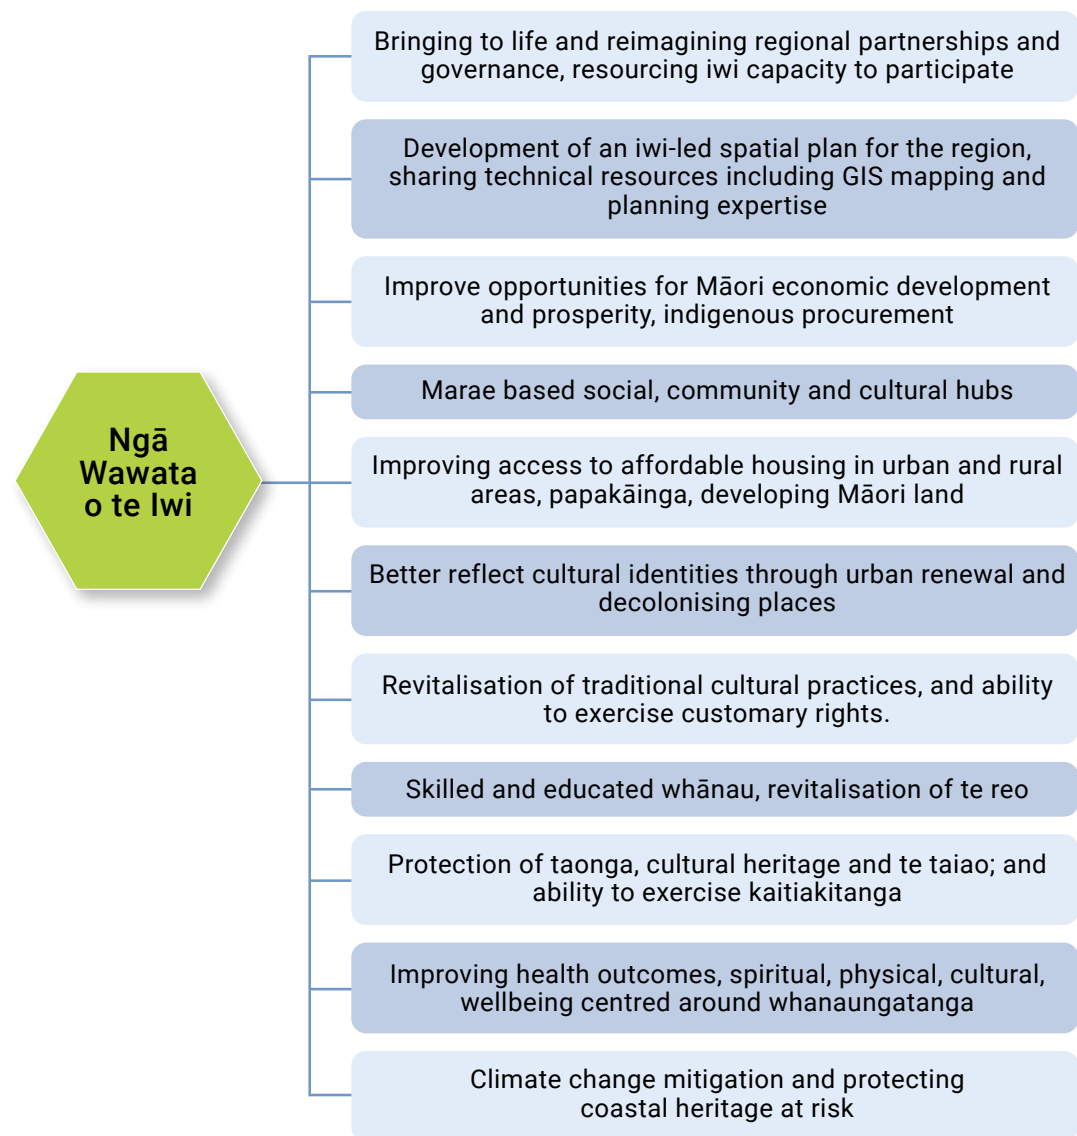 Ngā
Wawata
o te Iwi
Bringing to life and reimagining regional partnerships and
governance, resourcing iwi capacity to participate
Development of an iwi-led spatial plan for the region,
sharing technical resources including GIS mapping and
planning expertise
Improve opportunities for Māori economic development
and prosperity, indigenous procurement
Marae based social, community and cultural hubs
Improving access to affordable housing in urban and rural
areas, papakāinga, developing Māori land
Better reflect cultural identities through urban renewal and
decolonising places
Revitalisation of traditional cultural practices, and ability
to exercise customary rights.
Skilled and educated whānau, revitalisation of te reo
Protection of taonga, cultural heritage and te taiao; and
ability to exercise kaitiakitanga
Improving health outcomes, spiritual, physical, cultural,
wellbeing centred around whanaungatanga
Climate change mitigation and protecting
coastal heritage at risk